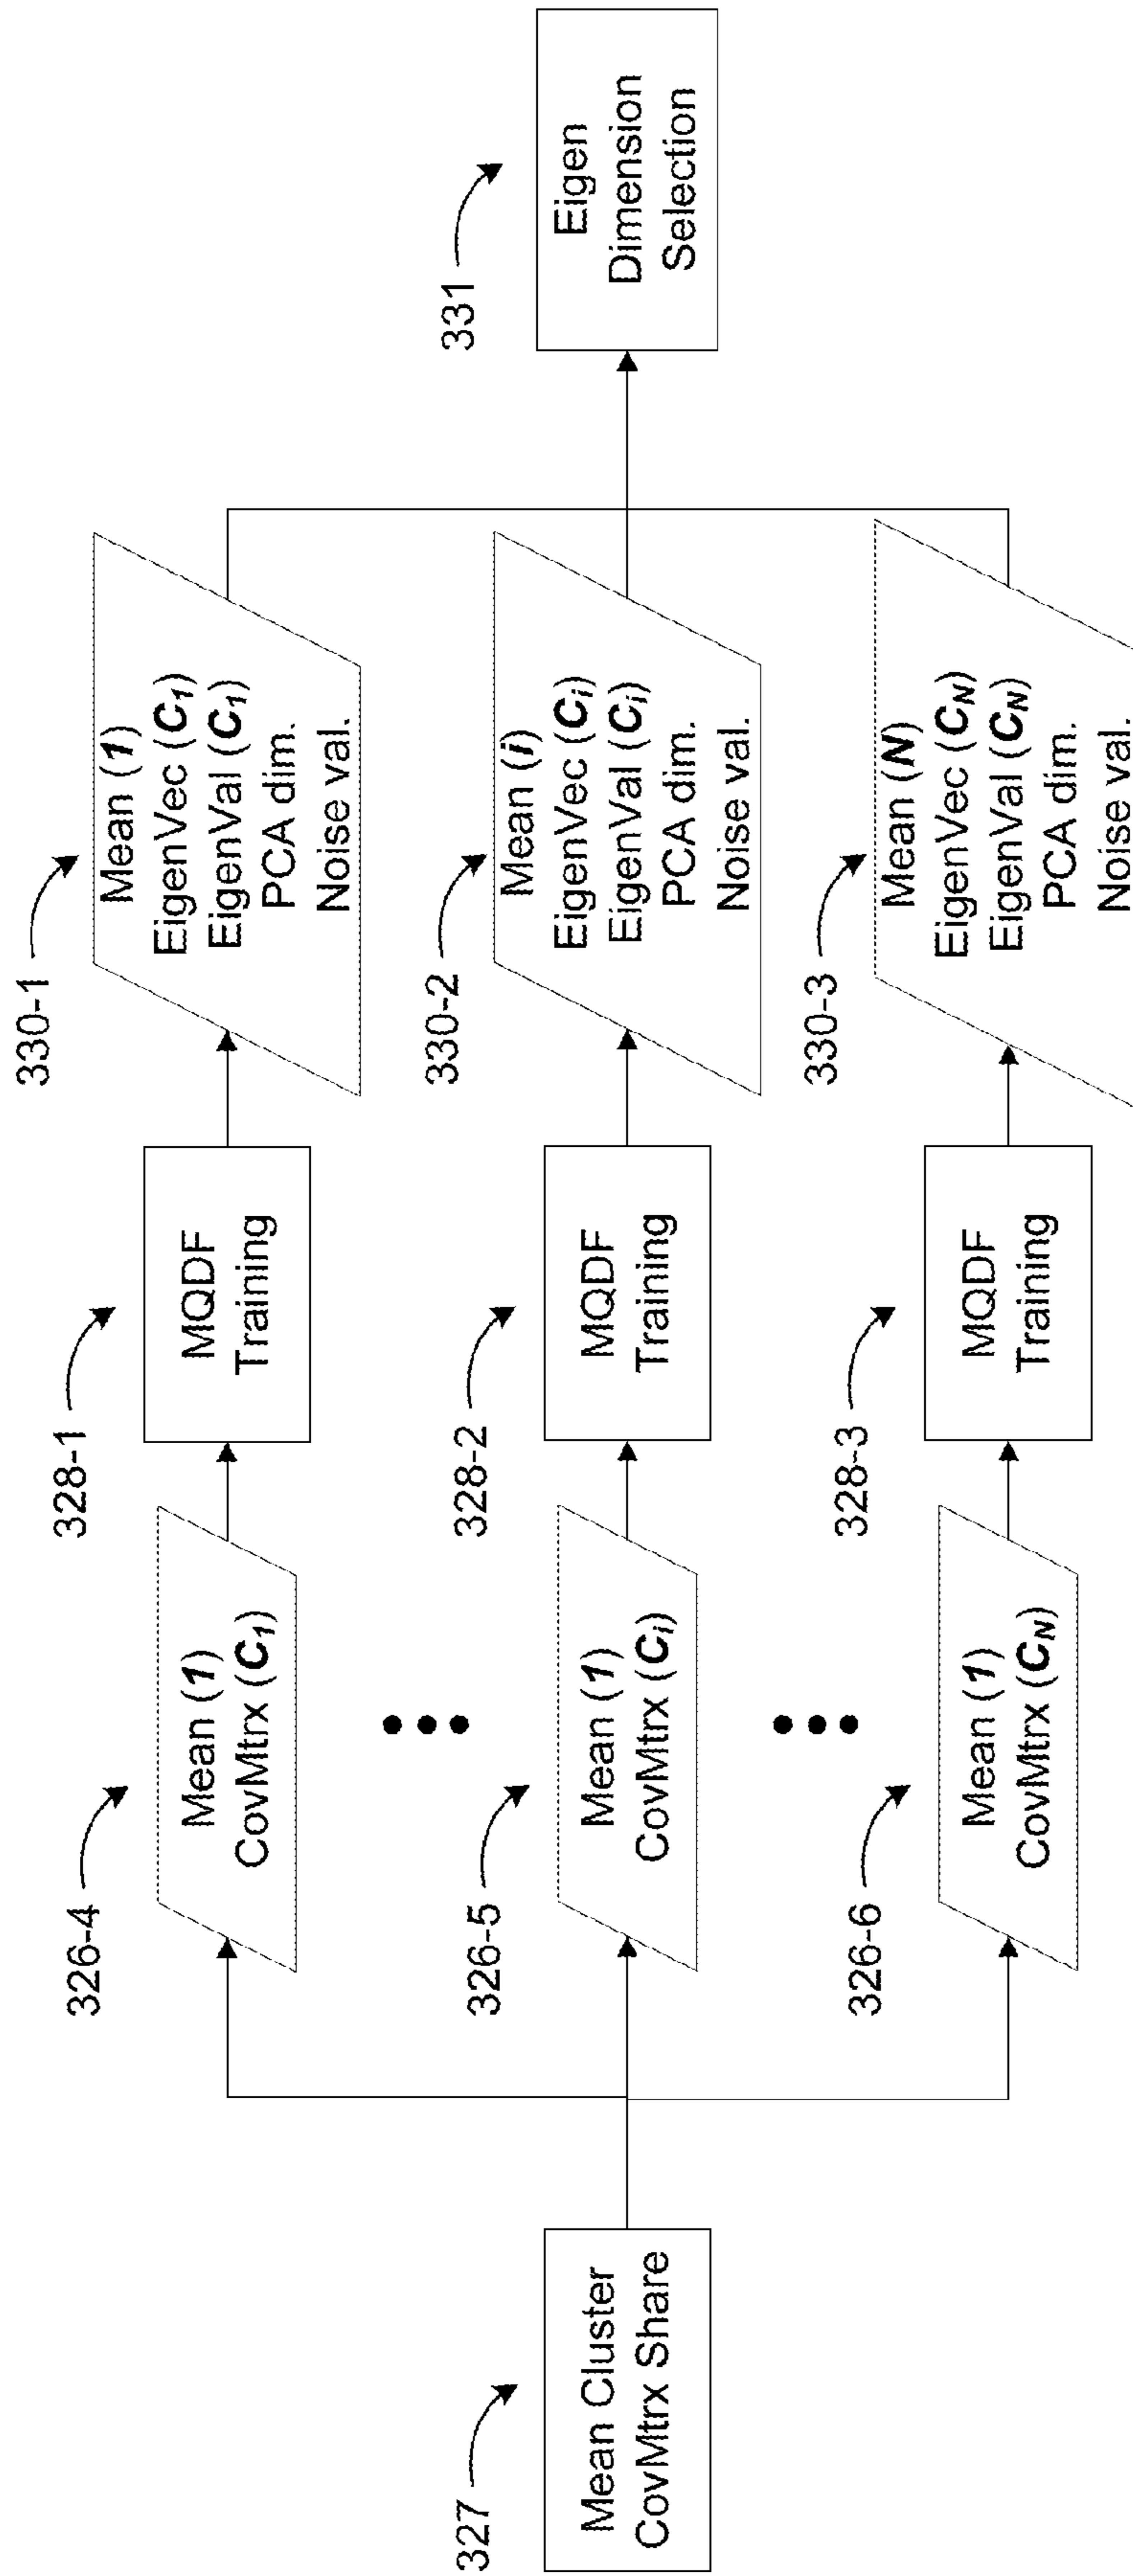 327
Mean Cluster
CovMtrx Share
326-4
Mean (1)
CovMtrx (C1)
328-1
MQDF
Training
330-1
Mean (1)
EigenVec (C1)
EigenVal (C1)
PCA dim.
Noise val.
326-5
Mean (1)
CovMtrx (Ci)
328-2
MQDF
Training
330-2
Mean (i)
EigenVec (Ci)
EigenVal (Ci)
PCA dim.
Noise val.
326-6
Mean (1)
CovMtrx (CN)
328-3
MQDF
Training
330-3
Mean (N)
EigenVec (CN)
EigenVal (CN)
PCA dim.
Noise val.
331
Eigen
Dimension
Selection